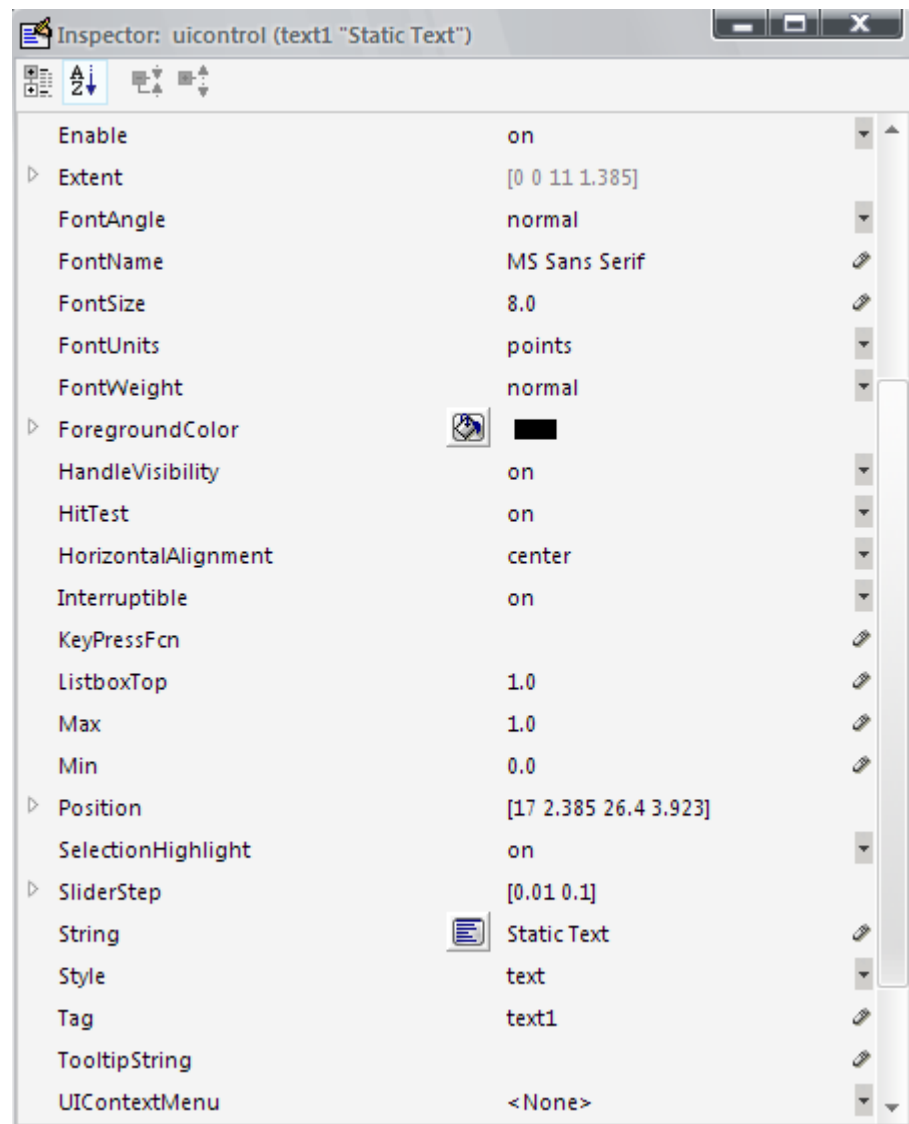 Inspector: uicontrol (text1 "Static Text")
Enable on
Extent [0 0 11 1.385]
FontAngle normal
FontName MS Sans Serif
FontSize 8.0
FontUnits points
FontWeight normal
ForegroundColor
HandleVisibility on
HitTest on
HorizontalAlignment center
Interruptible on
KeyPressFcn
ListboxTop 1.0
Max 1.0
Min 0.0
Position [17 2.385 26.4 3.923]
SelectionHighlight on
SliderStep [0.01 0.1]
String Static Text
Style text
Tag text1
TooltipString
UIContextMenu <None>